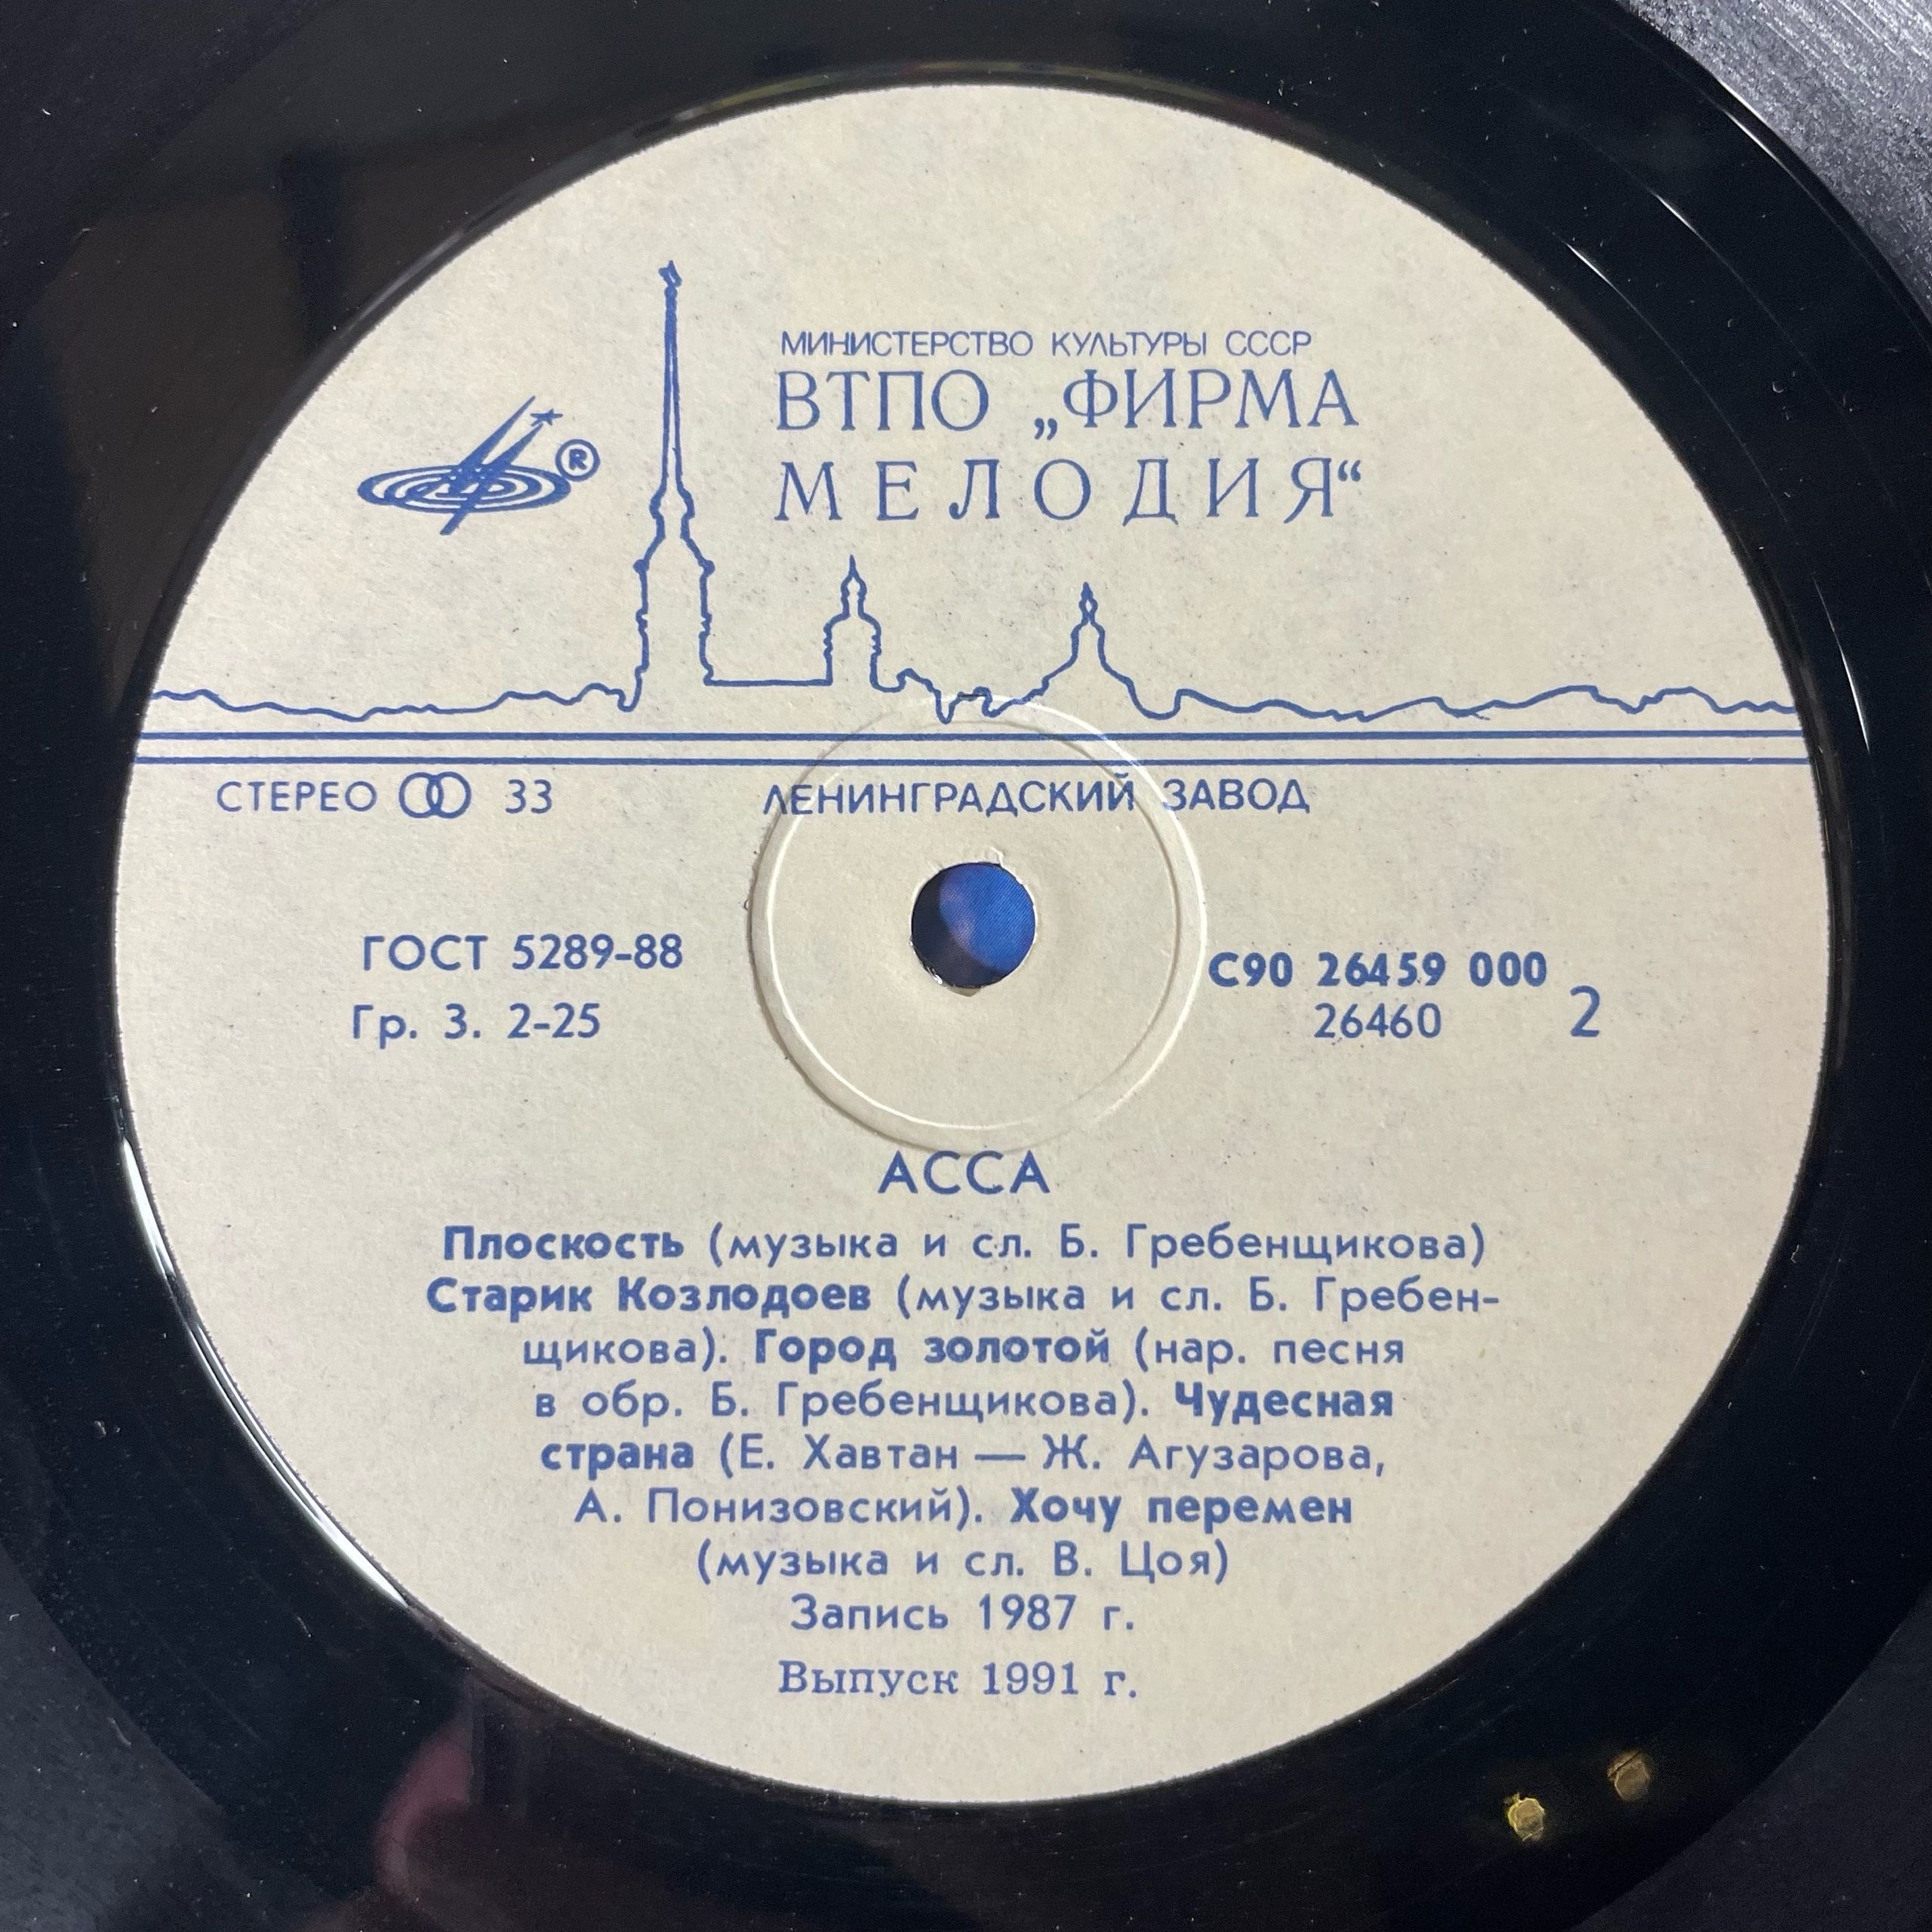 МИНИСТЕРСТВО КУЛЬТУРЫ СССР
ВТПО „ФИРМА
МЕЛОДИЯ“
®
СТЕРЕО 33
ЛЕНИНГРАДСКИЙ ЗАВОД
ГОСТ 5289-88
Гр. 3. 2-25
С90 26459 000
26460
2
АССА
Плоскость (музыка и сл. Б. Гребенщикова)
Старик Козлодоев (музыка и сл. Б. Гребен-
щикова). Город золотой (нар. песня
в обр. Б. Гребенщикова). Чудесная
страна (Е. Хавтан — Ж. Агузарова,
А. Понизовский). Хочу перемен
(музыка и сл. В. Цоя)
Запись 1987 г.
Выпуск 1991 г.